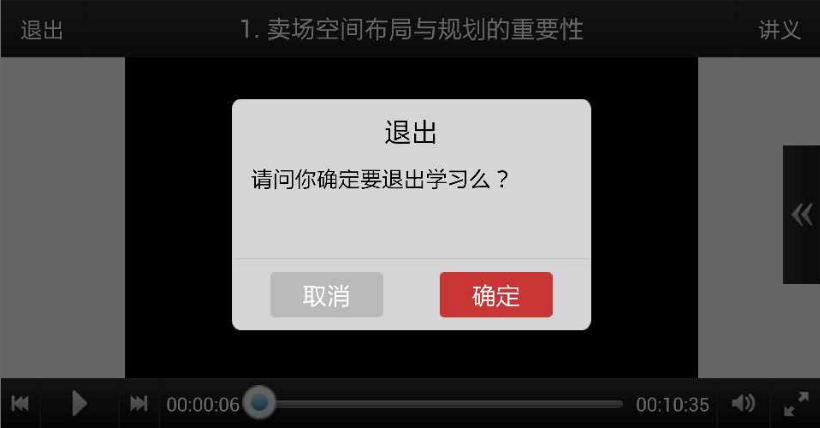 退出
1. 卖场空间布局与规划的重要性
讲义
退出
请问你确定要退出学习么？
取消
确定
00:00:06
00:10:35